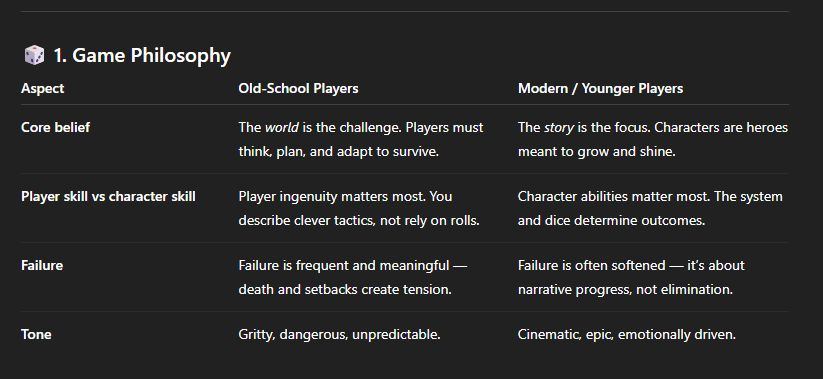 🎲 1. Game Philosophy
Aspect Old-School Players Modern / Younger Players
Core belief The world is the challenge. Players must The story is the focus. Characters are heroes
think, plan, and adapt to survive. meant to grow and shine.
Player skill vs character skill Player ingenuity matters most. You Character abilities matter most. The system
describe clever tactics, not rely on rolls. and dice determine outcomes.
Failure Failure is frequent and meaningful — Failure is often softened — it's about
death and setbacks create tension. narrative progress, not elimination.
Tone Gritty, dangerous, unpredictable. Cinematic, epic, emotionally driven.